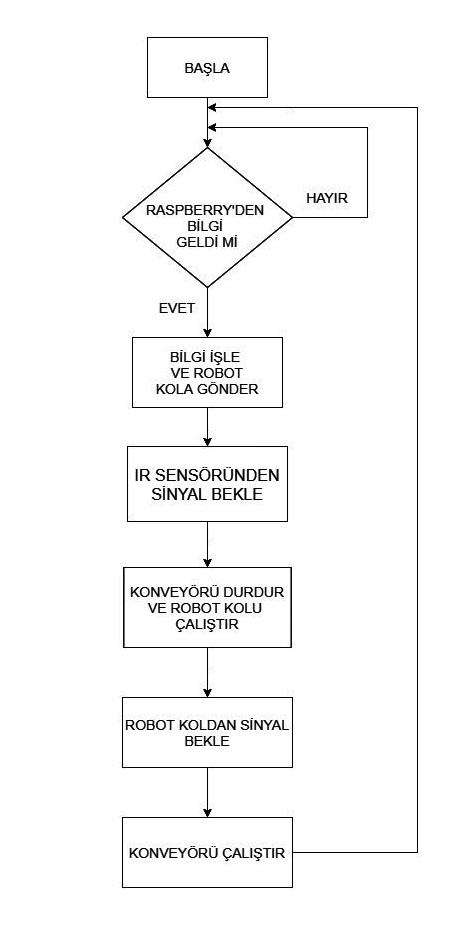 BAŞLA
RASPBERRY'DEN
BİLGİ
GELDİ Mİ
HAYIR
EVET
BİLGİ İŞLE
VE ROBOT
KOLA GÖNDER
IR SENSÖRÜNDEN
SİNYAL BEKLE
KONVEYÖRÜ DURDUR
VE ROBOT KOLU
ÇALIŞTIR
ROBOT KOLDAN SİNYAL
BEKLE
KONVEYÖRÜ ÇALIŞTIR